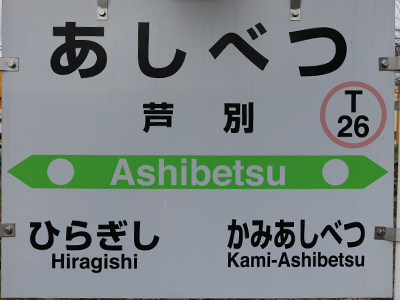 あしべつ
芦別
T
26
Ashibetsu
ひらぎし
Hiragishi
かみあしべつ
Kami-Ashibetsu